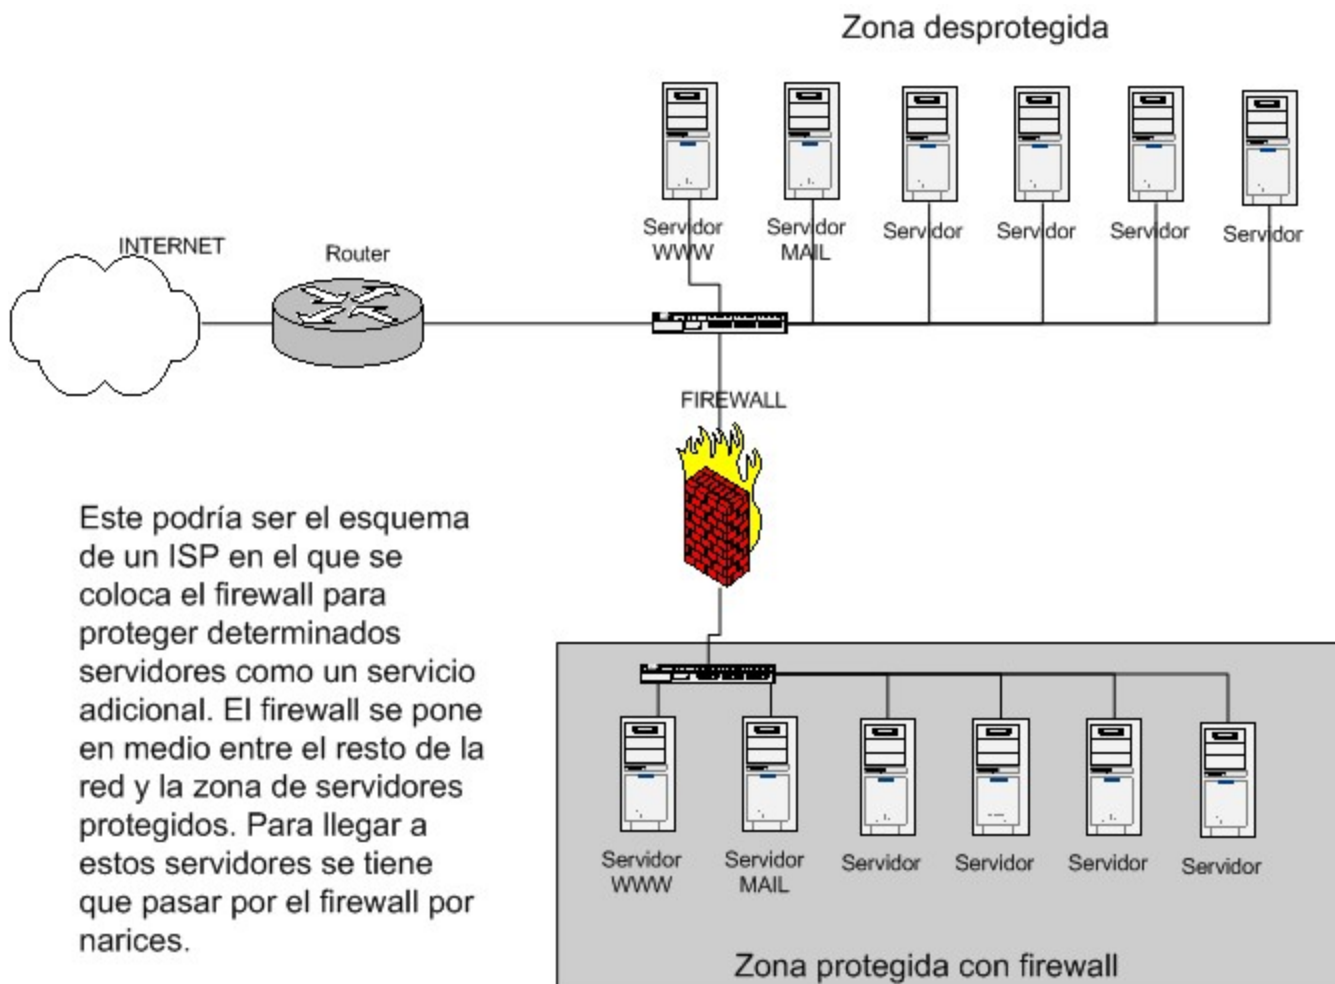 Zona desprotegida
Servidor
WWW
Servidor
MAIL
Servidor
Servidor
Servidor
Servidor
INTERNET
Router
FIREWALL
Este podría ser el esquema
de un ISP en el que se
coloca el firewall para
proteger determinados
servidores como un servicio
adicional. El firewall se pone
en medio entre el resto de la
red y la zona de servidores
protegidos. Para llegar a
estos servidores se tiene
que pasar por el firewall por
narices.
Servidor
WWW
Servidor
MAIL
Servidor
Servidor
Servidor
Servidor
Zona protegida con firewall